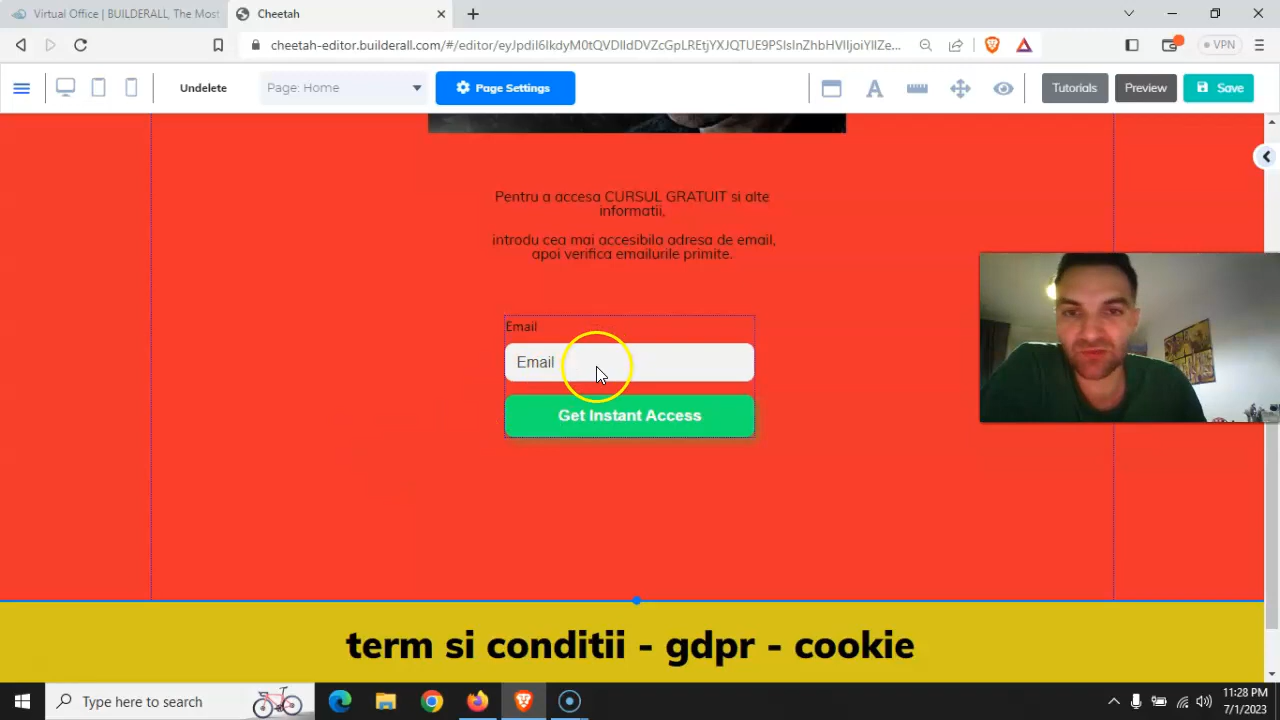 Virtual Office | BUILDERALL, The Most
Cheetah
cheetah-editor.builderall.com/#/editor/eyJpdiI6IkdyM0tQVDlIdDVZcGpLREtjYXJQTUE9PSIsInZhbHVlIjoiYllZe...
VPN
Undelete
Page: Home
Page Settings
Tutorials
Preview
Save
Pentru a accesa CURSUL GRATUIT si alte
informatii,
introdu cea mai accesibila adresa de email,
apoi verifica emailurile primite.
Email
Email
Get Instant Access
term si conditii - gdpr - cookie
Type here to search
11:28 PM
7/1/2023